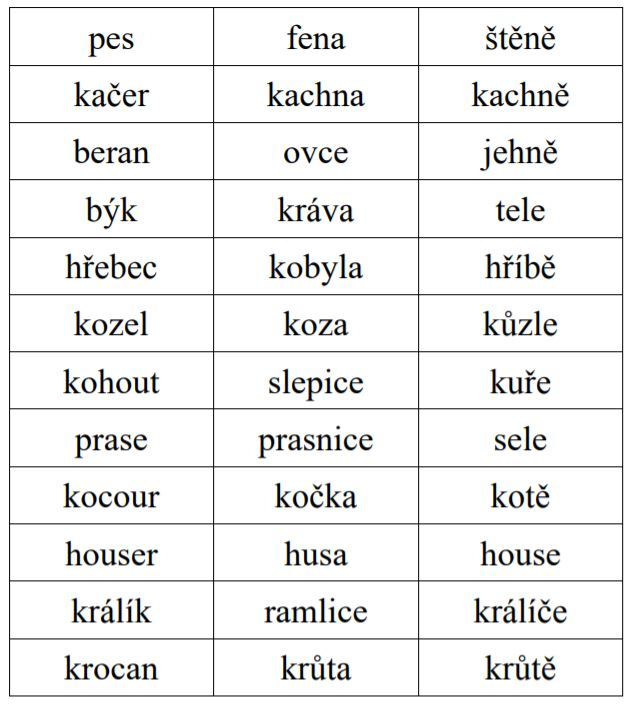 pes fena štěně
kačer kachna kachně
beran ovce jehně
býk kráva tele
hřebec kobyla hříbě
kozel koza kůzle
kohout slepice kuře
prase prasnice sele
kocour kočka kotě
houser husa house
králík ramlice králíče
krocan krůta krůtě